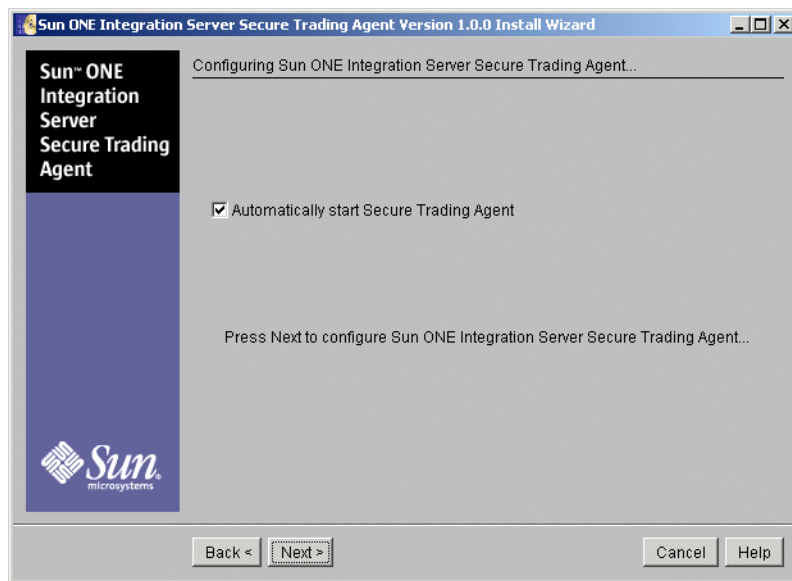 Sun ONE Integration Server Secure Trading Agent Version 1.0.0 Install Wizard
Sun™ ONE
Integration
Server
Secure Trading
Agent
Configuring Sun ONE Integration Server Secure Trading Agent...
Automatically start Secure Trading Agent
Press Next to configure Sun ONE Integration Server Secure Trading Agent...
Sun.
microsystems
Back <
Next >
Cancel
Help